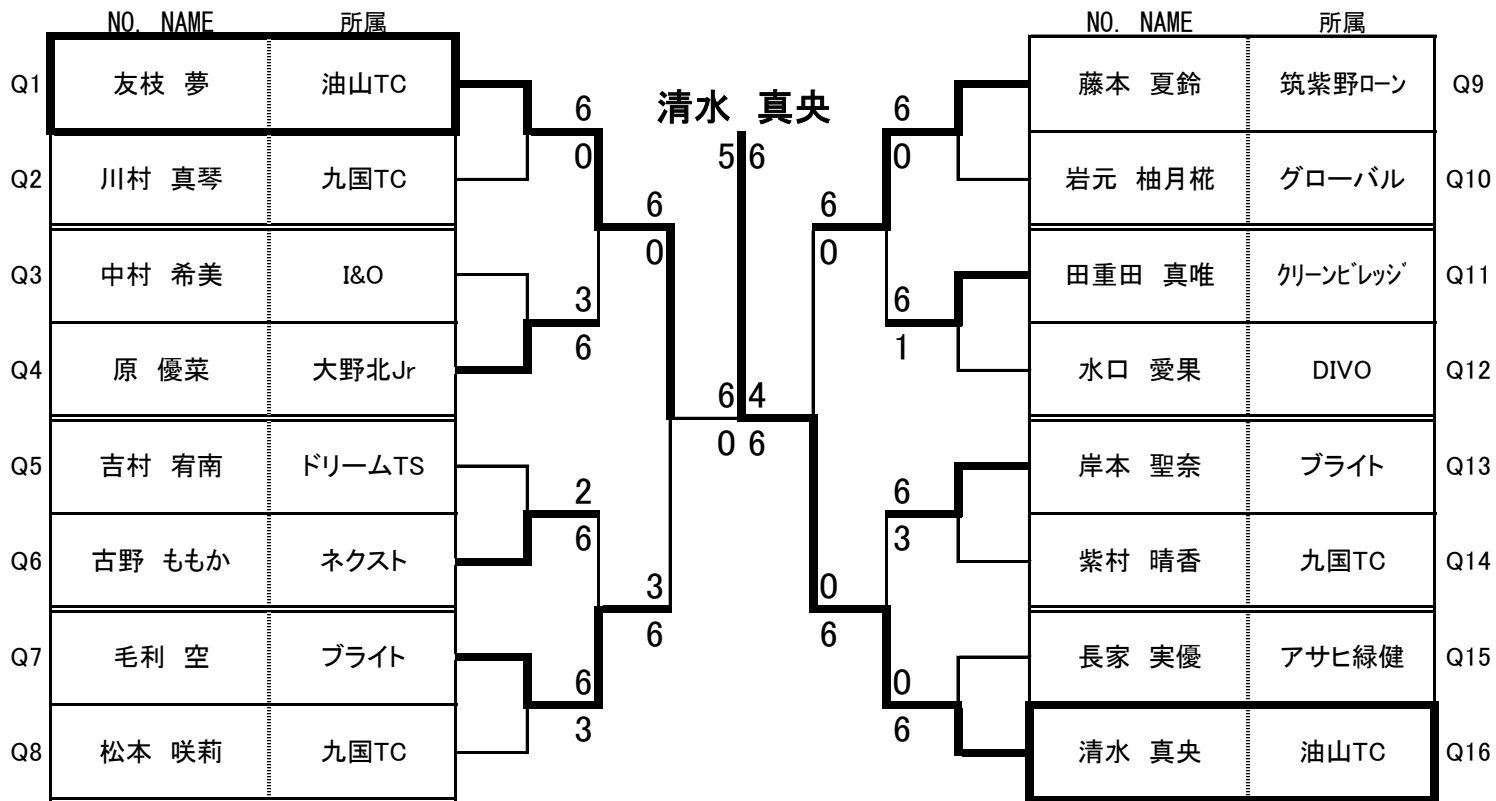 NO. NAME 所属 NO. NAME 所属
Q1 友枝 夢 油山TC 藤本 夏鈴 筑紫野ローン Q9
6 清水 真央 6
0 5 6 0
Q2 川村 真琴 九国TC 岩元 柚月椛 グローバル Q10
6 6
0 0
Q3 中村 希美 I&O 田重田 真唯 クリーンビレッジ Q11
3 6
6 1
Q4 原 優菜 大野北Jr 水口 愛果 DIVO Q12
6 4
0 6
Q5 吉村 宥南 ドリームTS 岸本 聖奈 ブライト Q13
2 6
6 3
Q6 古野 ももか ネクスト 紫村 晴香 九国TC Q14
3 0
6 6
Q7 毛利 空 ブライト 長家 実優 アサヒ緑健 Q15
6 0
3 6
Q8 松本 咲莉 九国TC 清水 真央 油山TC Q16